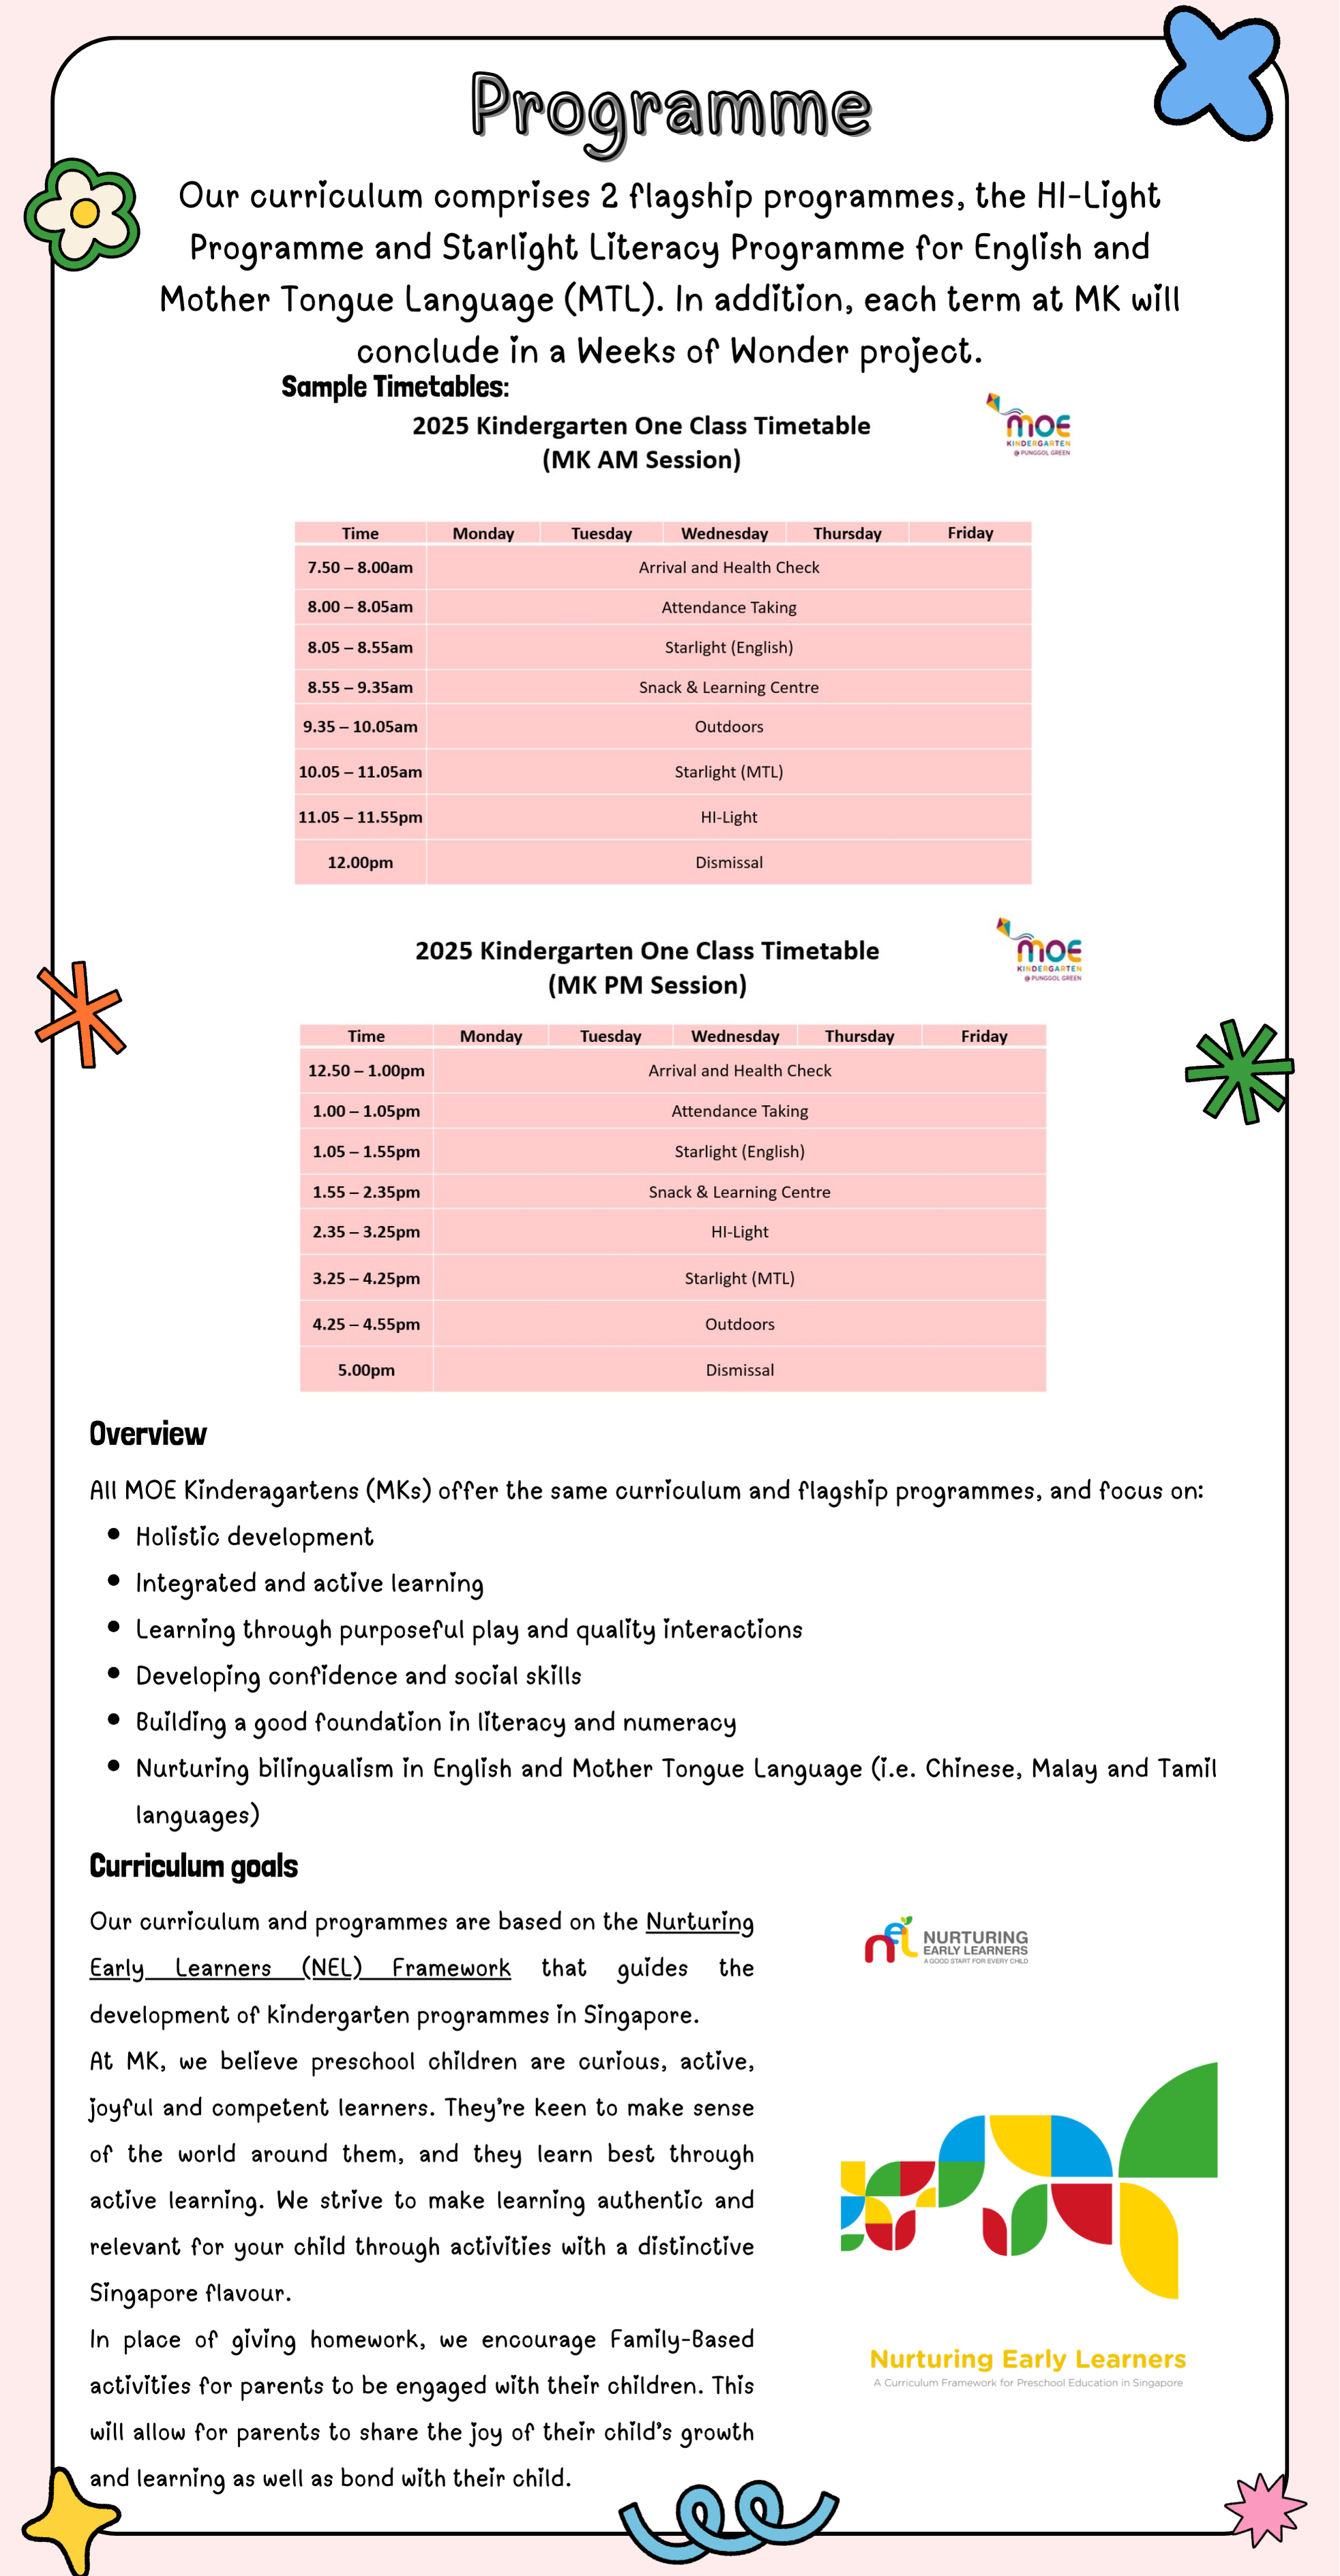 Programme
Our curriculum comprises 2 flagship programmes, the HI-Light
Programme and Starlight Literacy Programme for English and
Mother Tongue Language (MTL). In addition, each term at MK will
conclude in a Weeks of Wonder project.
Sample Timetables:
2025 Kindergarten One Class Timetable
(MK AM Session)
moe
KINDERGARTEN
@ PUNGGOL GREEN
Time Monday Tuesday Wednesday Thursday Friday
7.50 – 8.00am Arrival and Health Check
8.00 – 8.05am Attendance Taking
8.05 – 8.55am Starlight (English)
8.55 – 9.35am Snack & Learning Centre
9.35 – 10.05am Outdoors
10.05 – 11.05am Starlight (MTL)
11.05 – 11.55pm HI-Light
12.00pm Dismissal
2025 Kindergarten One Class Timetable
(MK PM Session)
moe
KINDERGARTEN
@ PUNGGOL GREEN
Time Monday Tuesday Wednesday Thursday Friday
12.50 – 1.00pm Arrival and Health Check
1.00 – 1.05pm Attendance Taking
1.05 – 1.55pm Starlight (English)
1.55 – 2.35pm Snack & Learning Centre
2.35 – 3.25pm HI-Light
3.25 – 4.25pm Starlight (MTL)
4.25 – 4.55pm Outdoors
5.00pm Dismissal
Overview
All MOE Kinderagartens (MKs) offer the same curriculum and flagship programmes, and focus on:
• Holistic development
• Integrated and active learning
• Learning through purposeful play and quality interactions
• Developing confidence and social skills
• Building a good foundation in literacy and numeracy
• Nurturing bilingualism in English and Mother Tongue Language (i.e. Chinese, Malay and Tamil
languages)
Curriculum goals
Our curriculum and programmes are based on the Nurturing
Early Learners (NEL) Framework that guides the
development of kindergarten programmes in Singapore.
At MK, we believe preschool children are curious, active,
joyful and competent learners. They're keen to make sense
of the world around them, and they learn best through
active learning. We strive to make learning authentic and
relevant for your child through activities with a distinctive
Singapore flavour.
In place of giving homework, we encourage Family-Based
activities for parents to be engaged with their children. This
will allow for parents to share the joy of their child's growth
and learning as well as bond with their child.
nel
NURTURING
EARLY LEARNERS
A GOOD START FOR EVERY CHILD
Nurturing Early Learners
A Curriculum Framework for Preschool Education in Singapore